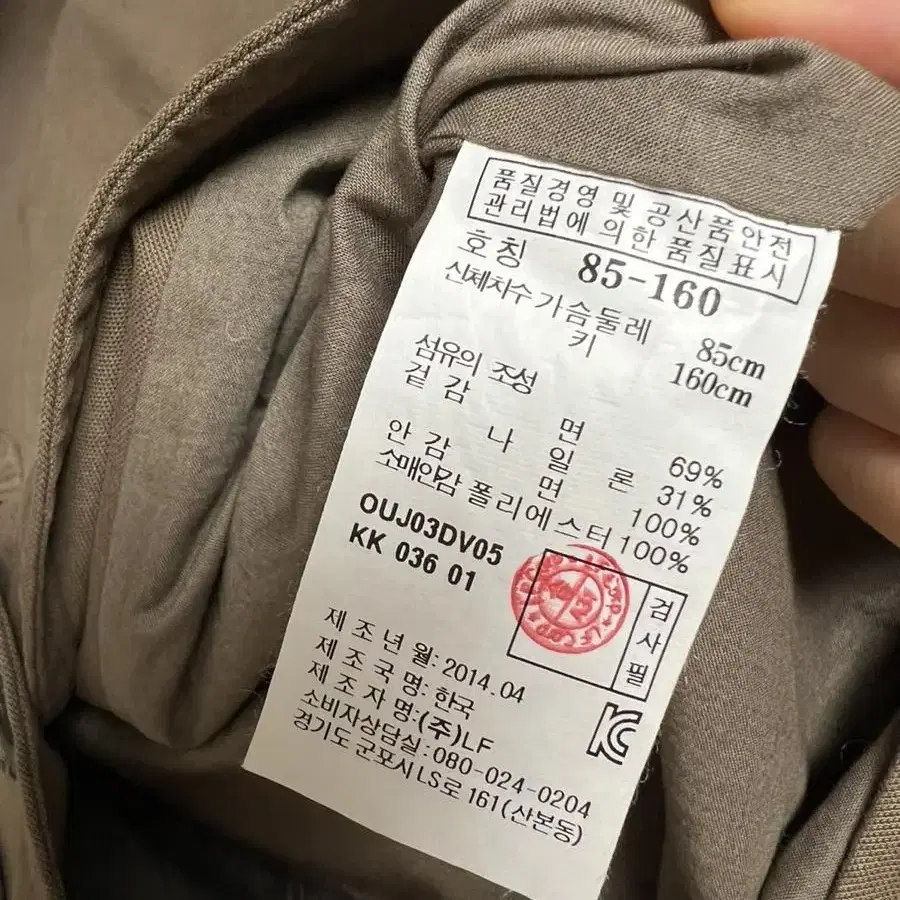 품질경영 및 공산품안전
관리법에 의한 품질표시
호칭 85-160
신체치수 가슴둘레 85cm
키 160cm
섬유의 조성
겉감 면 69%
나일론 31%
안감 면 100%
소매안감 폴리에스터 100%
OUJ03DV05
KK 036 01
검사필
제조년월: 2014.04
제조국명: 한국
제조자명: (주)LF
소비자상담실: 080-024-0204
경기도 군포시 LS로 161(산본동)